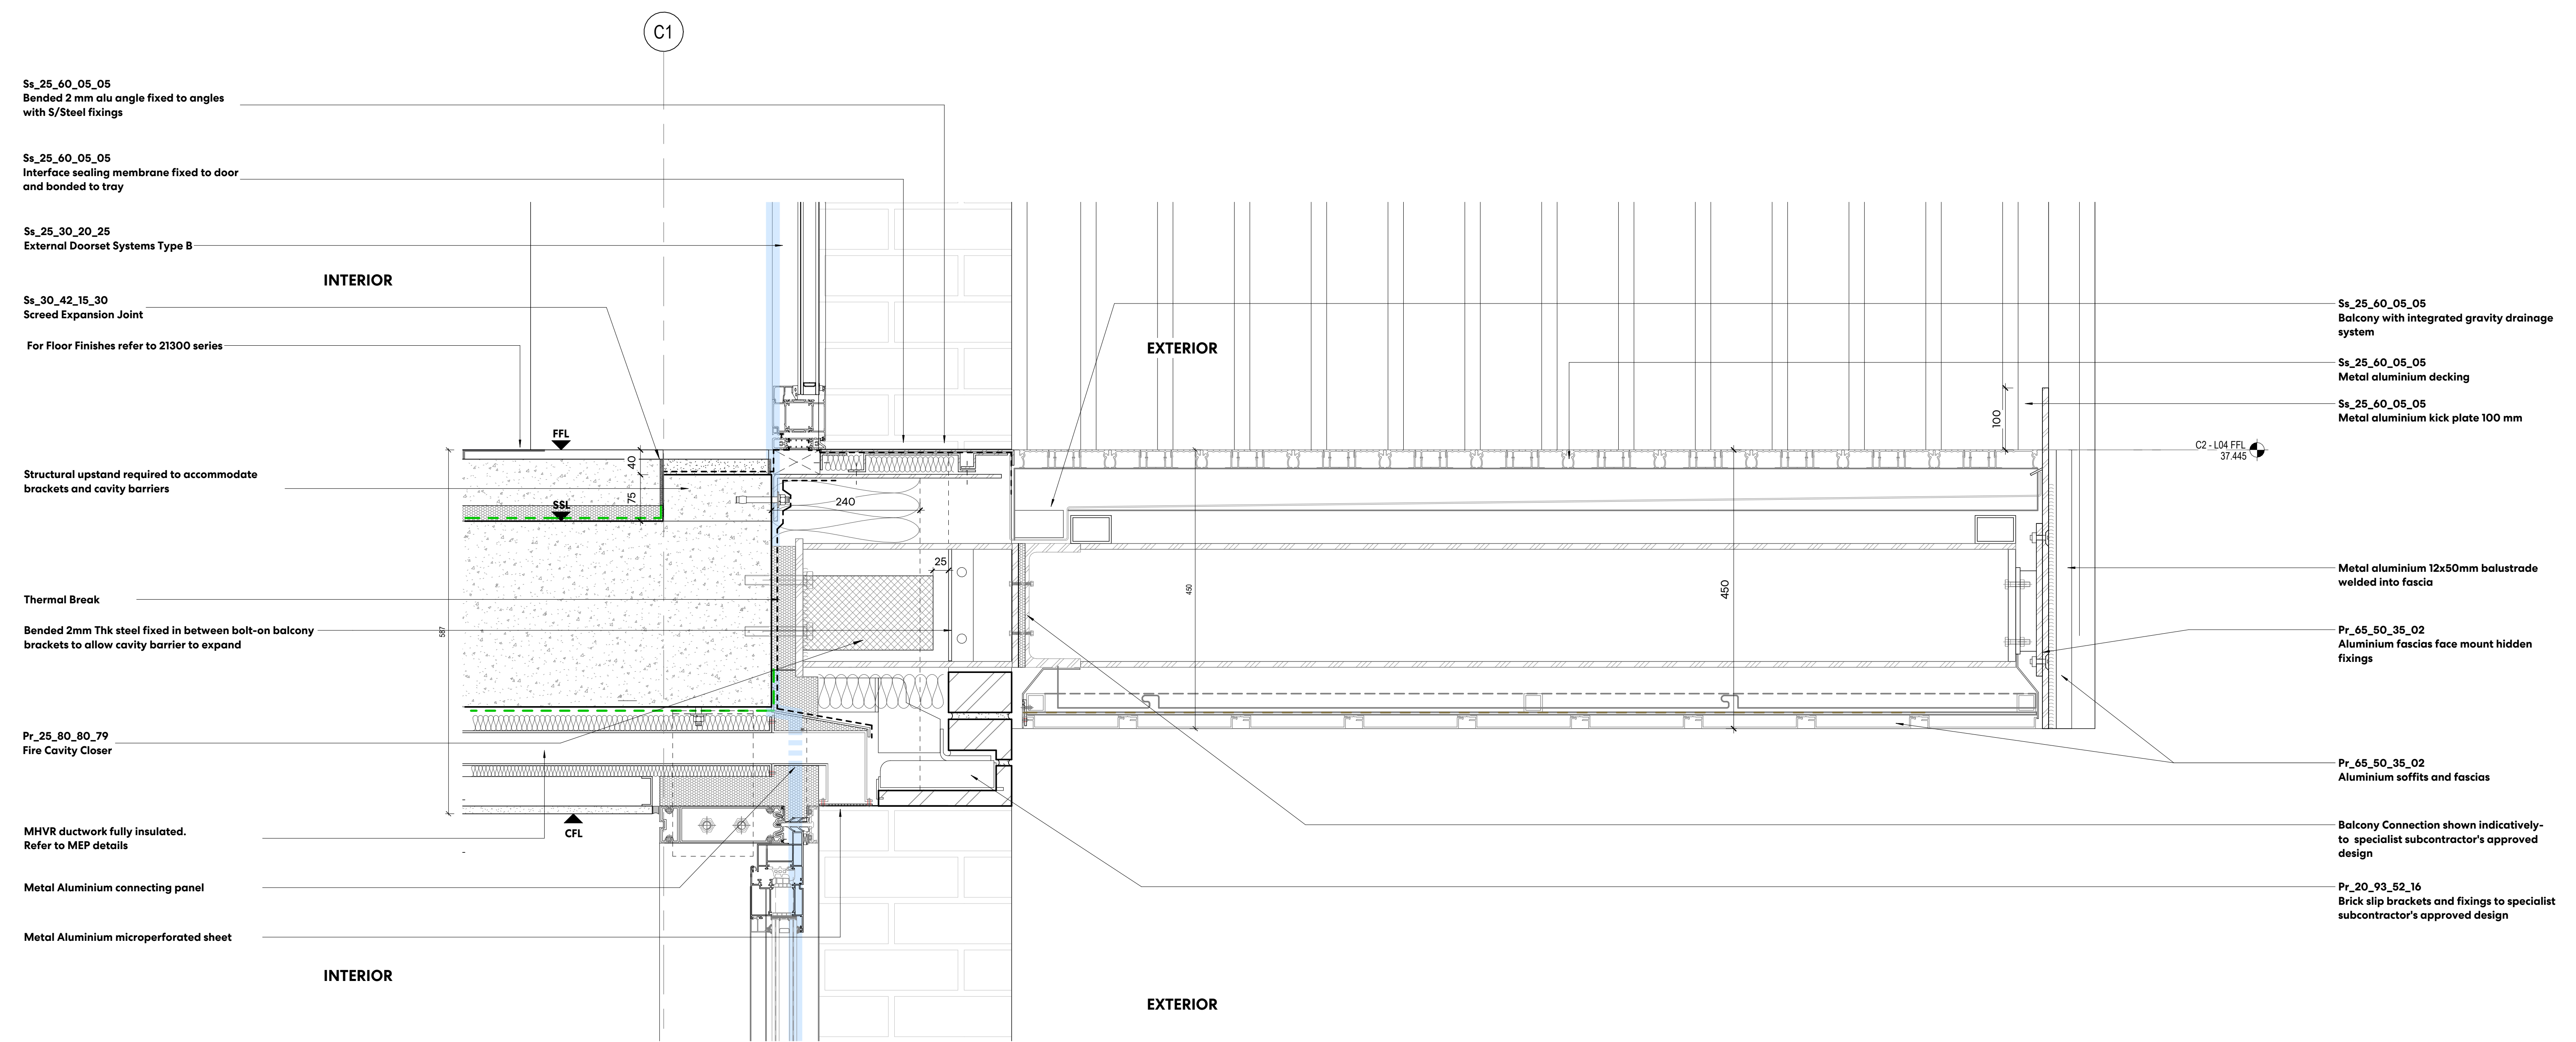 C1
Ss_25_60_05_05
Bended 2 mm alu angle fixed to angles
with S/Steel fixings
Ss_25_60_05_05
Interface sealing membrane fixed to door
and bonded to tray
Ss_25_30_20_25
External Doorset Systems Type B
INTERIOR
Ss_30_42_15_30
Screed Expansion Joint
For Floor Finishes refer to 21300 series
FFL
40
Structural upstand required to accommodate
brackets and cavity barriers
75
SSL
240
25
Thermal Break
Bended 2mm Thk steel fixed in between bolt-on balcony
brackets to allow cavity barrier to expand
587
Pr_25_80_80_79
Fire Cavity Closer
MHVR ductwork fully insulated.
Refer to MEP details
CFL
Metal Aluminium connecting panel
Metal Aluminium microperforated sheet
INTERIOR
EXTERIOR
450
450
100
C2 - L04 FFL
37.445
EXTERIOR
Ss_25_60_05_05
Balcony with integrated gravity drainage
system
Ss_25_60_05_05
Metal aluminium decking
Ss_25_60_05_05
Metal aluminium kick plate 100 mm
Metal aluminium 12x50mm balustrade
welded into fascia
Pr_65_50_35_02
Aluminium fascias face mount hidden
fixings
Pr_65_50_35_02
Aluminium soffits and fascias
Balcony Connection shown indicatively-
to specialist subcontractor's approved
design
Pr_20_93_52_16
Brick slip brackets and fixings to specialist
subcontractor's approved design